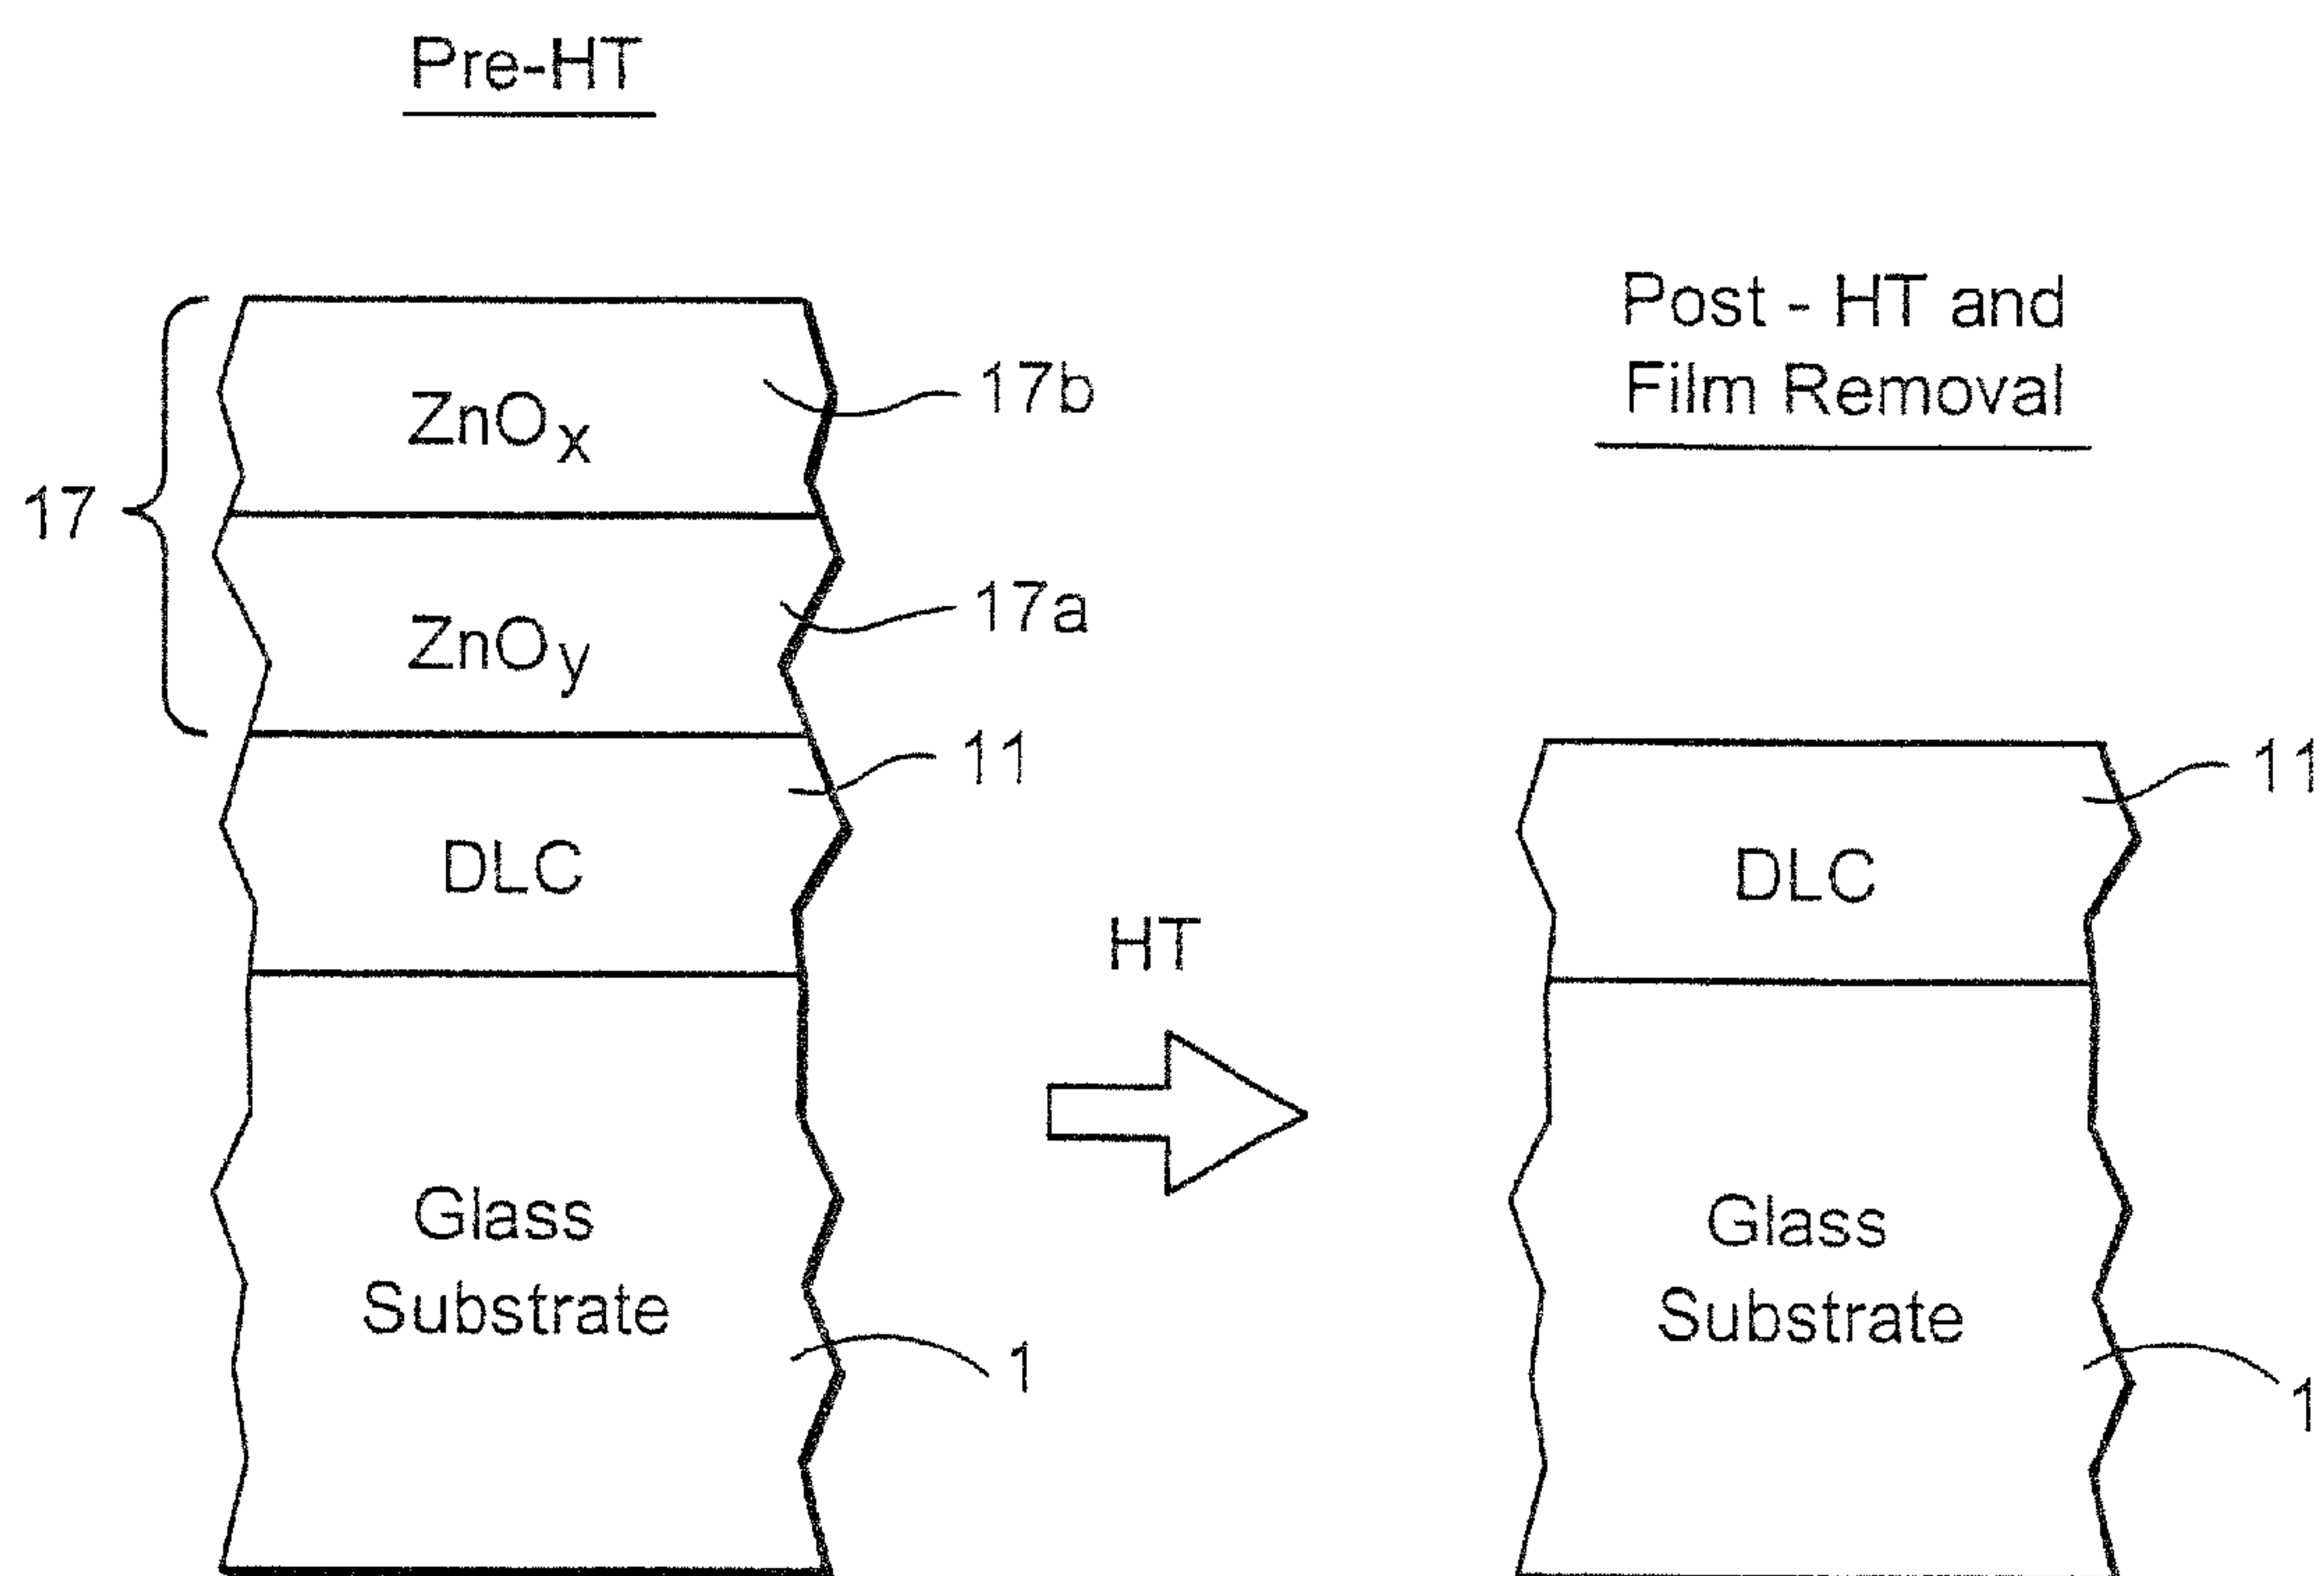 Pre-HT
Post - HT and
Film Removal
17
ZnOx
17b
ZnOy
17a
11
DLC
HT
11
DLC
Glass
Substrate
1
Glass
Substrate
1